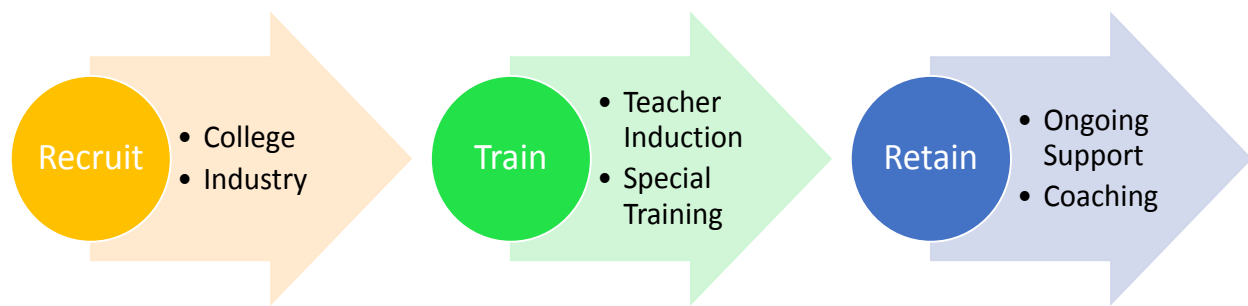 Recruit
• College
• Industry
Train
• Teacher
Induction
• Special
Training
Retain
• Ongoing
Support
• Coaching